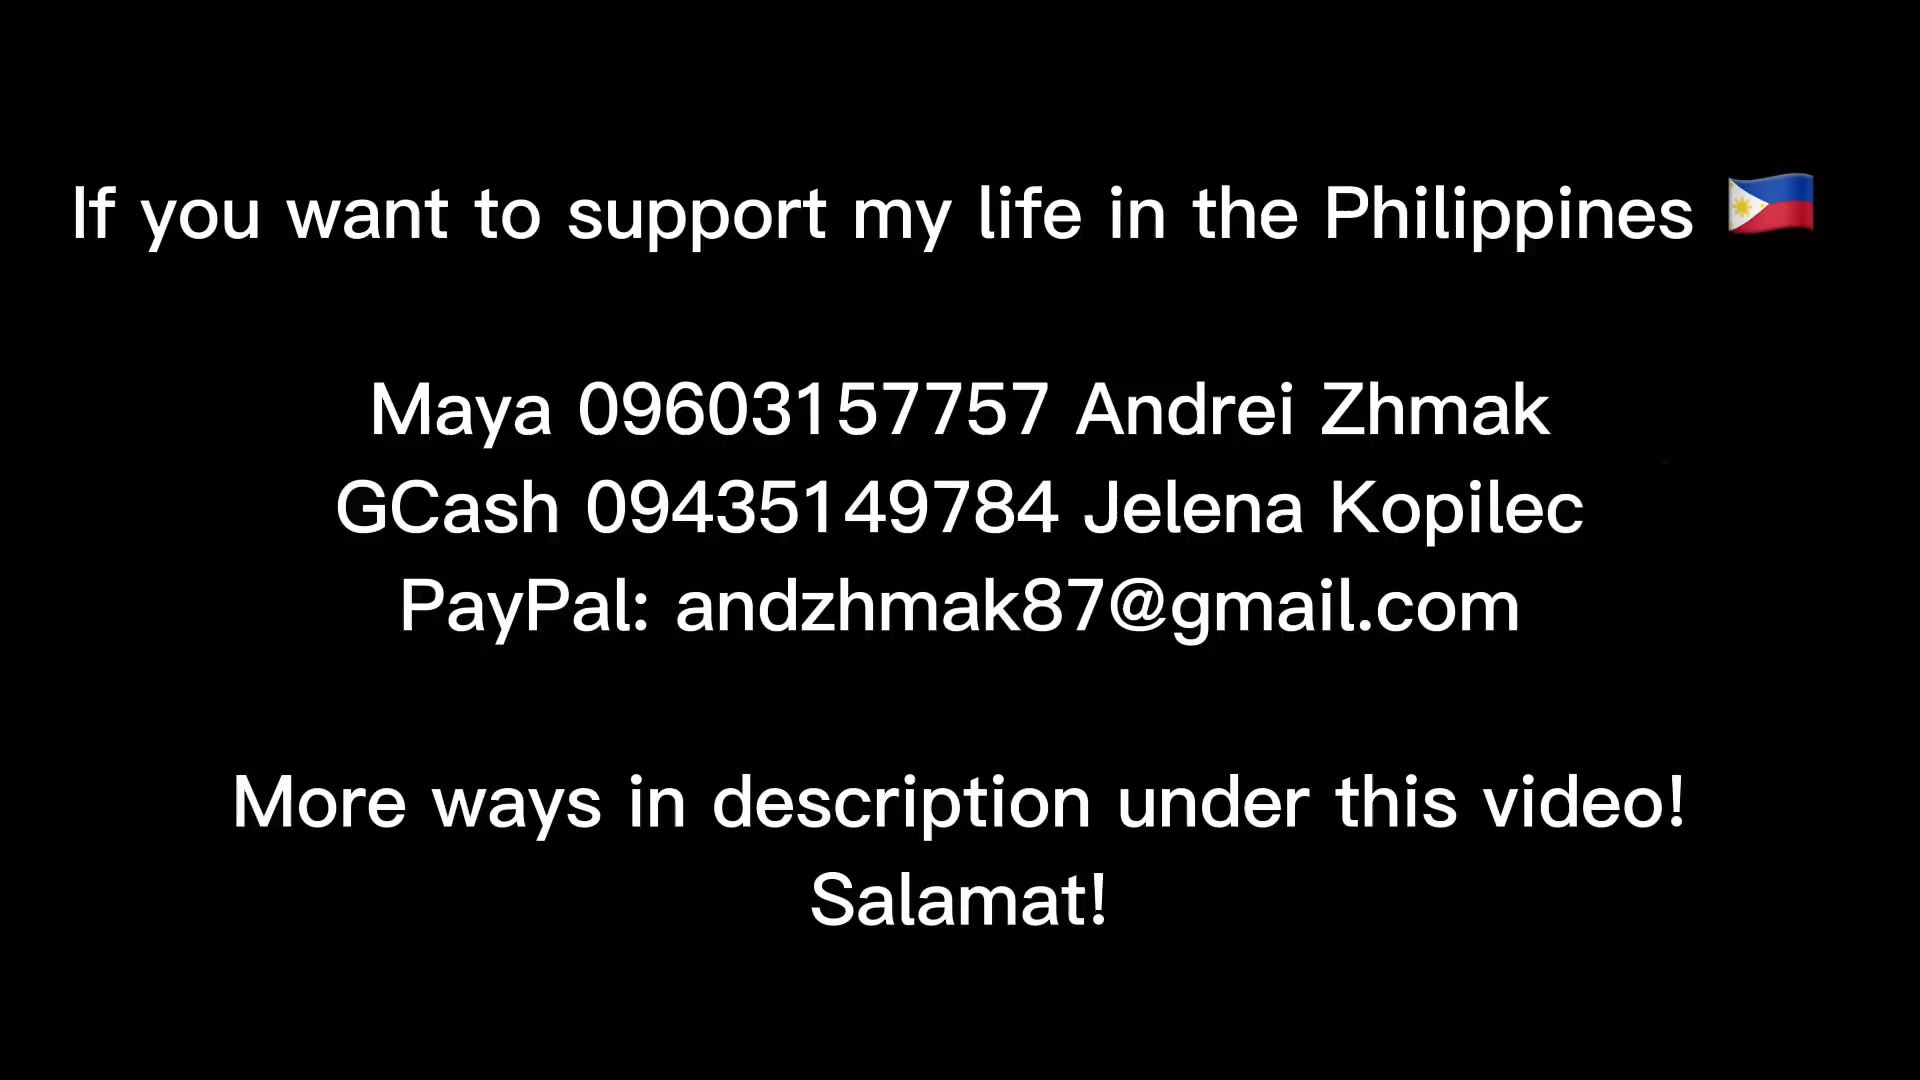 If you want to support my life in the Philippines 🇵🇭
Maya 09603157757 Andrei Zhmak
GCash 09435149784 Jelena Kopilec
PayPal: andzhmak87@gmail.com
More ways in description under this video!
Salamat!